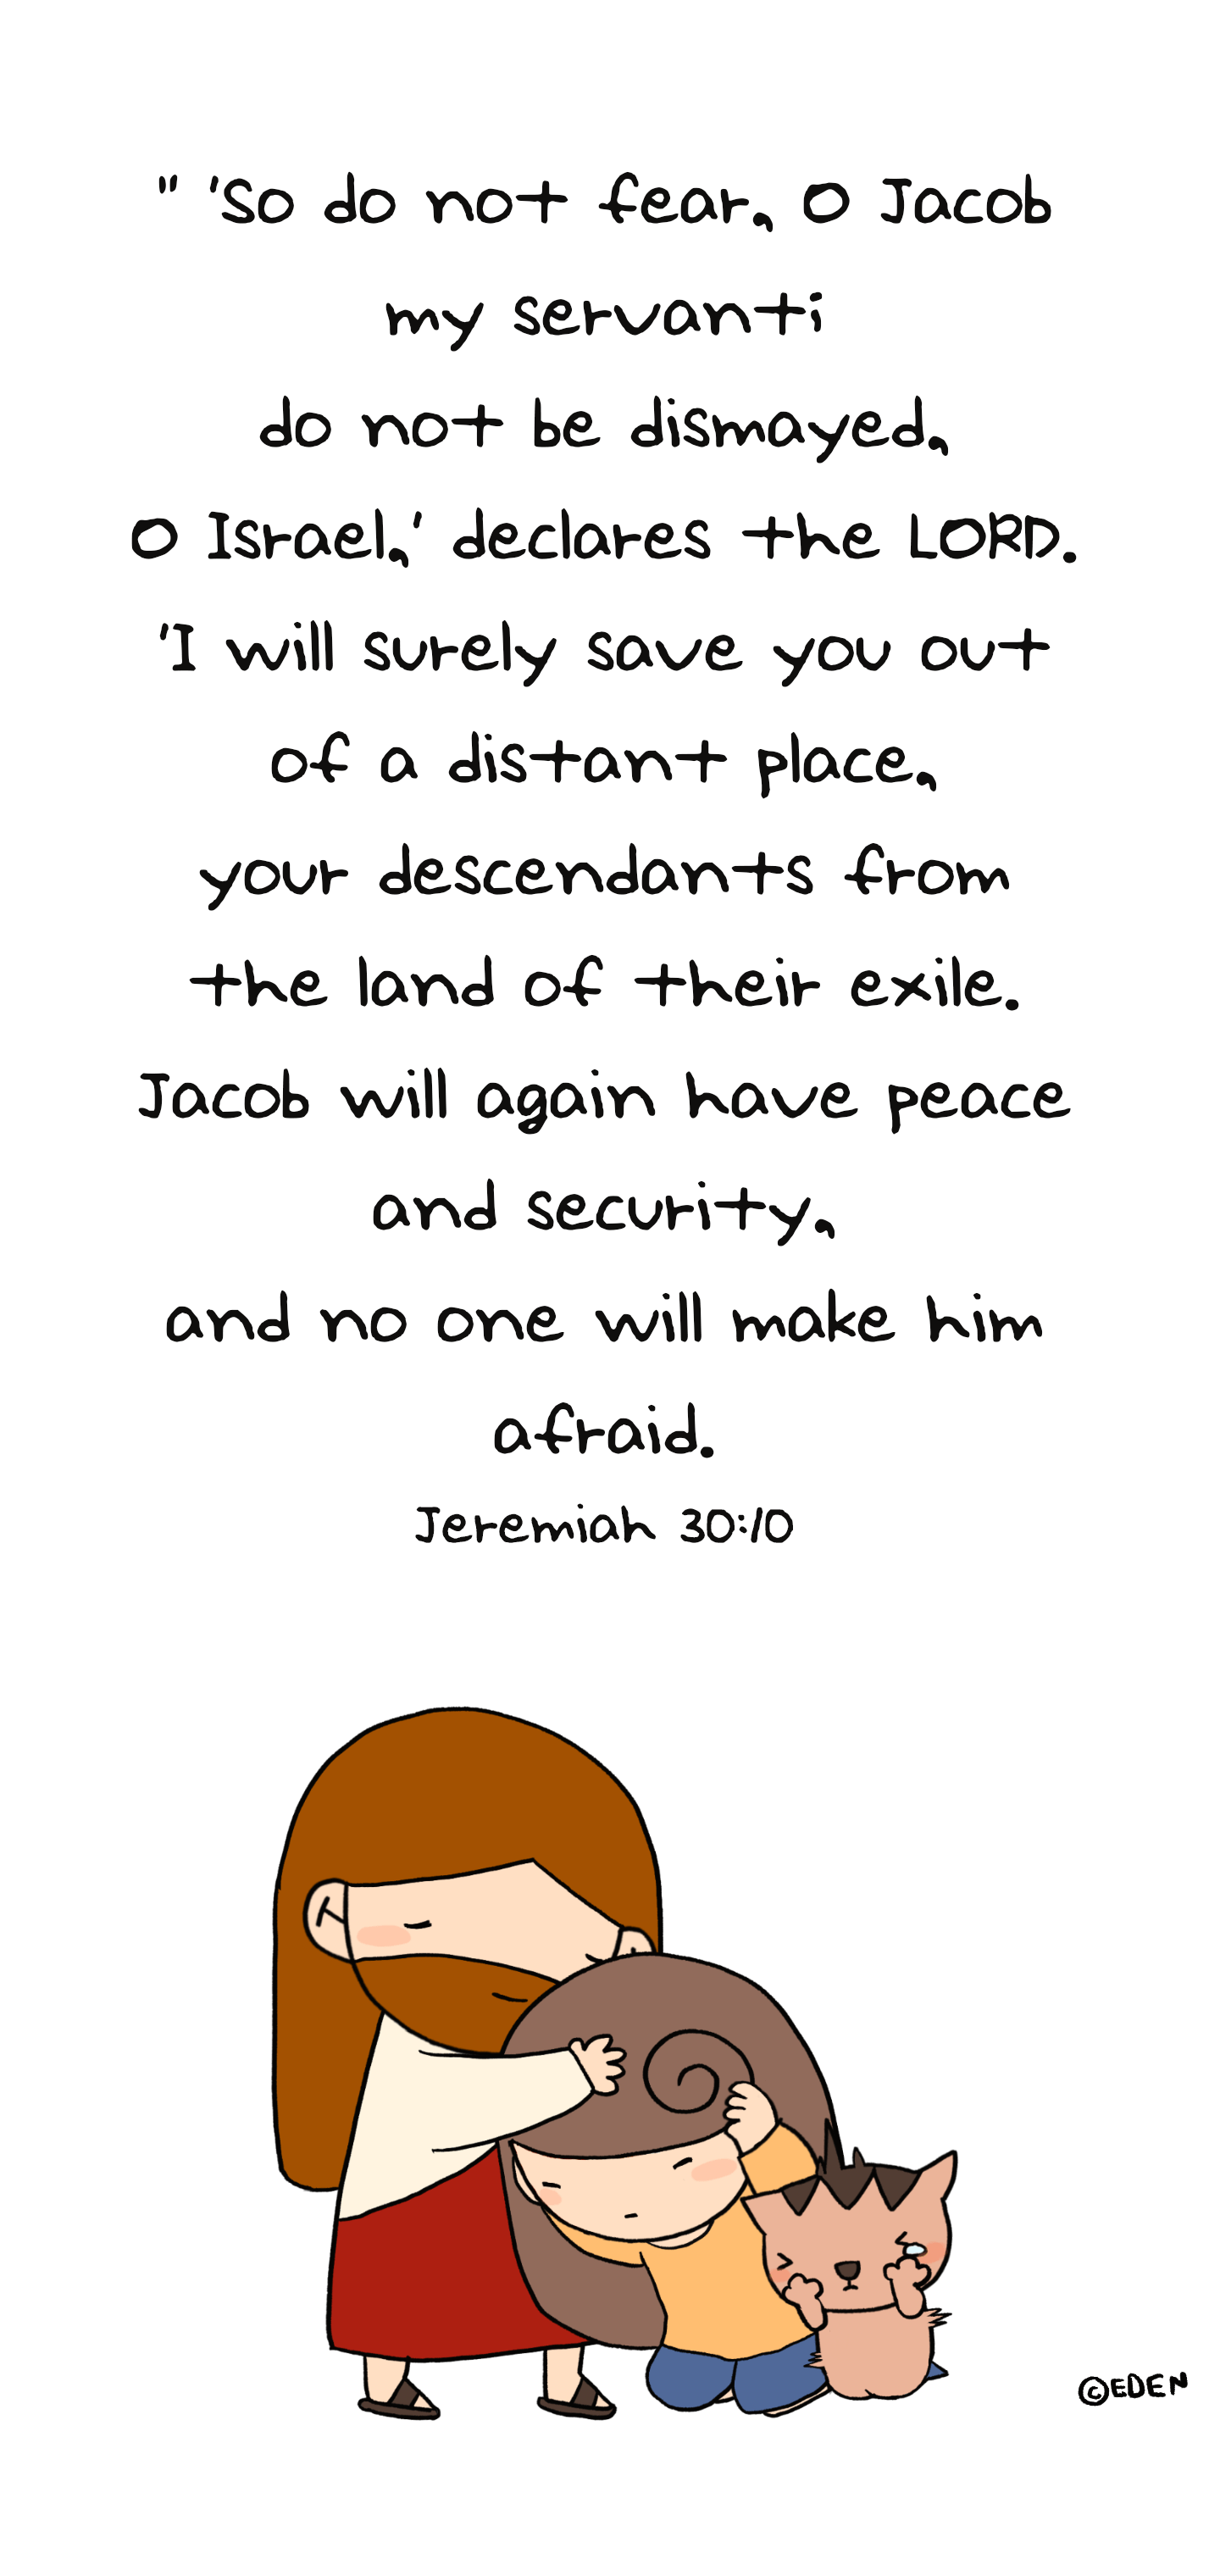 " 'So do not fear, O Jacob
my servanti
do not be dismayed,
O Israel,' declares the LORD.
'I will surely save you out
of a distant place,
your descendants from
the land of their exile.
Jacob will again have peace
and security,
and no one will make him
afraid.
Jeremiah 30:10
©EDEN